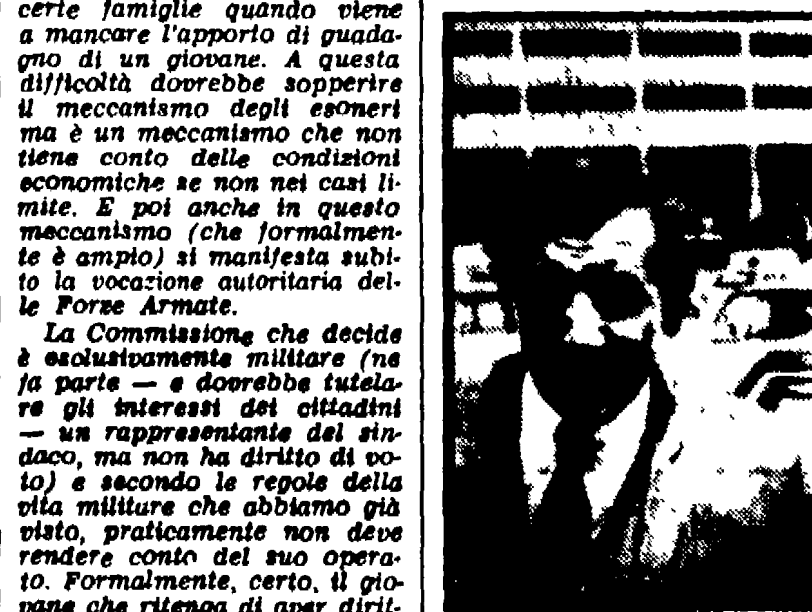 certe famiglie quando viene
a mancare l'apporto di guada-
gno di un giovane. A questa
difficoltà dovrebbe sopperire
il meccanismo degli esoneri
ma è un meccanismo che non
tiene conto delle condizioni
economiche se non nei casi li-
mite. E poi anche in questo
meccanismo (che formalmen-
te è ampio) si manifesta subi-
to la vocazione autoritaria del-
le Forze Armate.
La Commissione che decide
è esclusivamente militare (ne
fa parte — e dovrebbe tutela-
re gli interessi dei cittadini
— un rappresentante del sin-
daco, ma non ha diritto di vo-
to) e secondo le regole della
vita militure che abbiamo già
visto, praticamente non deve
rendere conto del suo opera-
to. Formalmente, certo, il gio-
vane che ritenga di aver dirit-